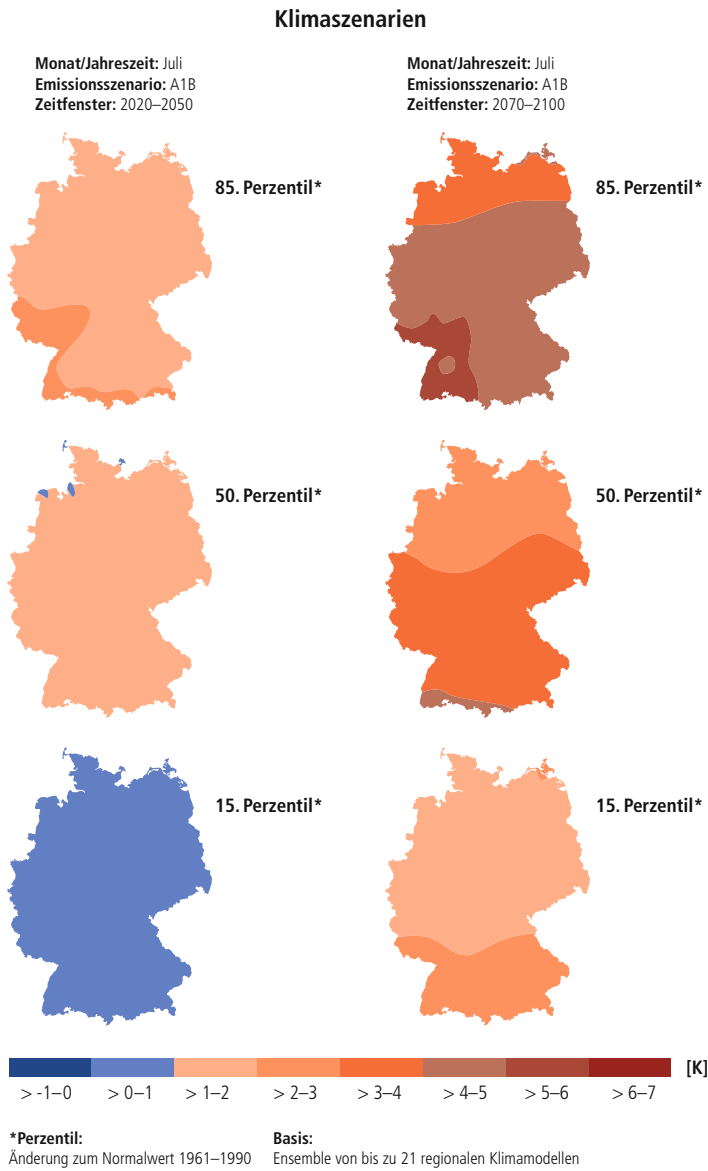 Klimaszenarien
Monat/Jahreszeit: Juli
Emissionsszenario: A1B
Zeitfenster: 2020–2050
Monat/Jahreszeit: Juli
Emissionsszenario: A1B
Zeitfenster: 2070–2100
85. Perzentil*
85. Perzentil*
50. Perzentil*
50. Perzentil*
15. Perzentil*
15. Perzentil*
[K]
> -1–0 > 0–1 > 1–2 > 2–3 > 3–4 > 4–5 > 5–6 > 6–7
*Perzentil:
Änderung zum Normalwert 1961–1990
Basis:
Ensemble von bis zu 21 regionalen Klimamodellen